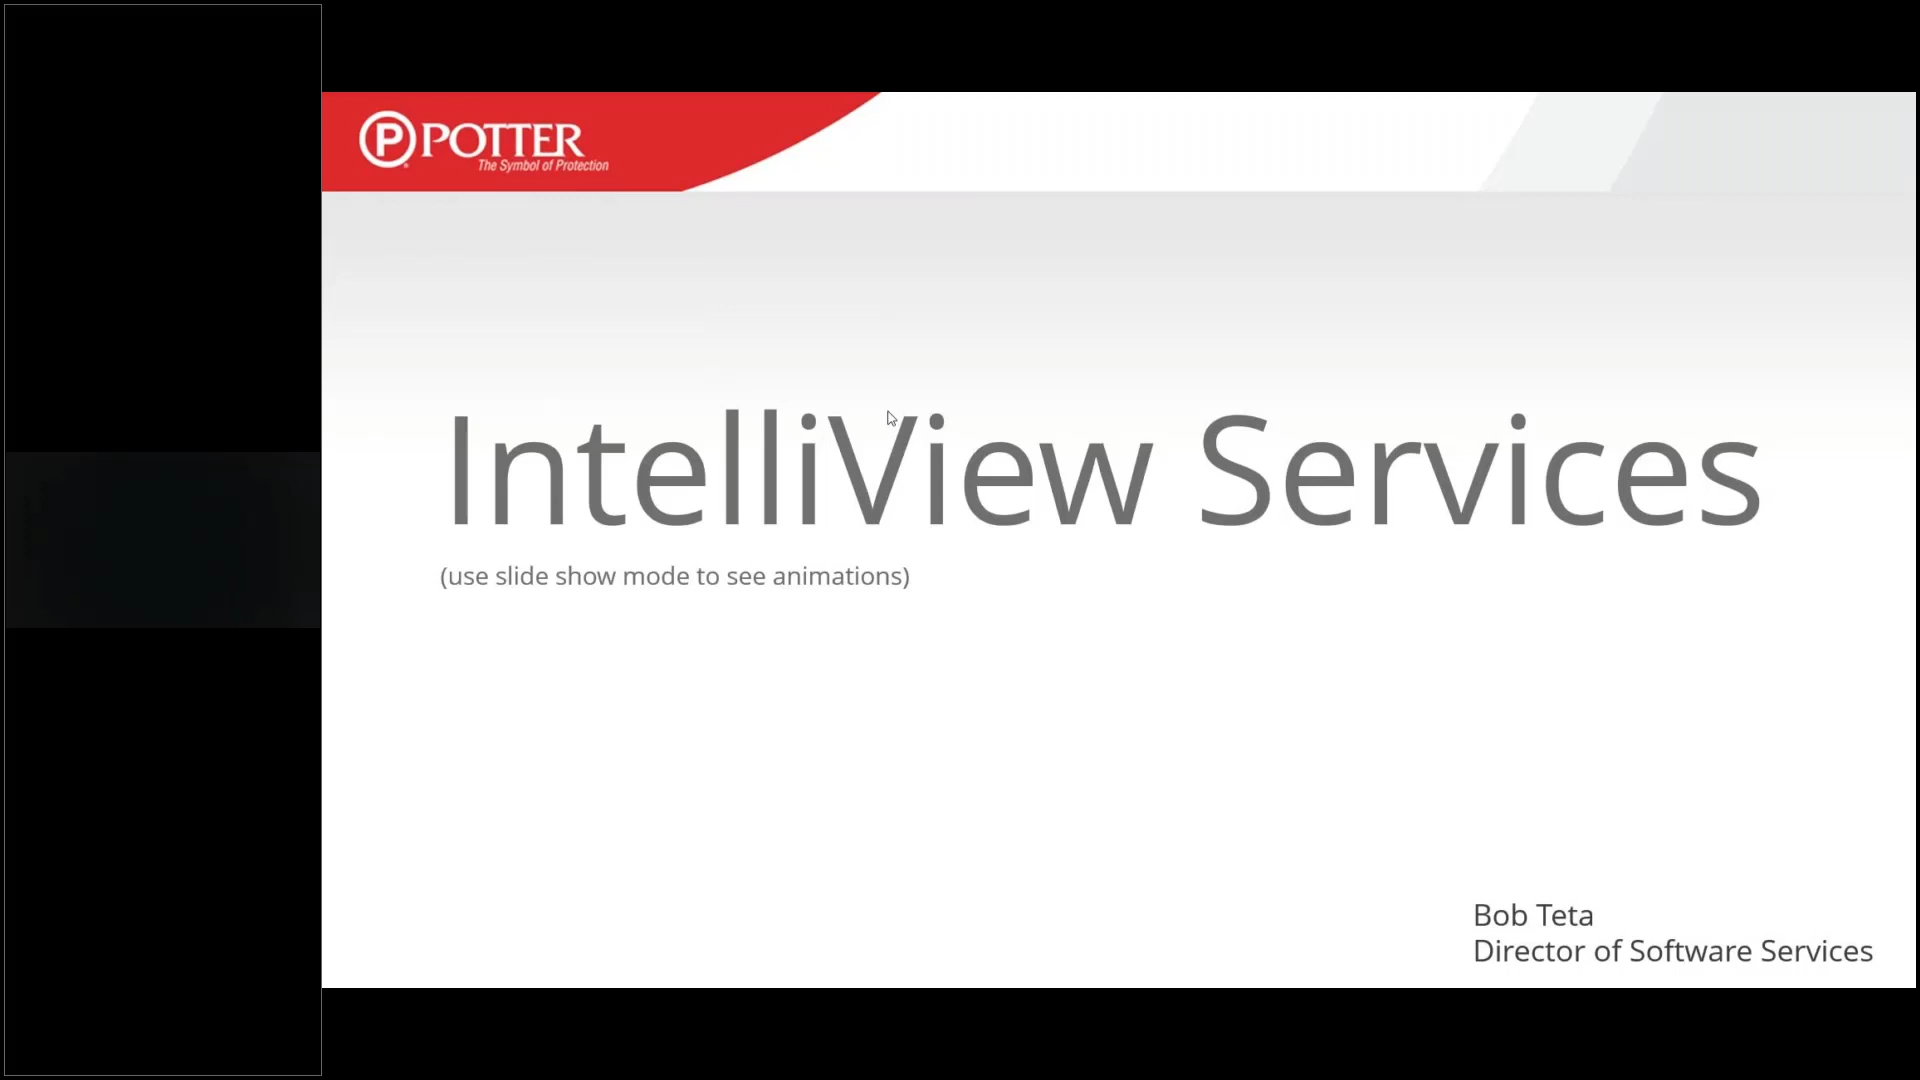 POTTER
The Symbol of Protection
IntelliView Services
(use slide show mode to see animations)
Bob Teta
Director of Software Services